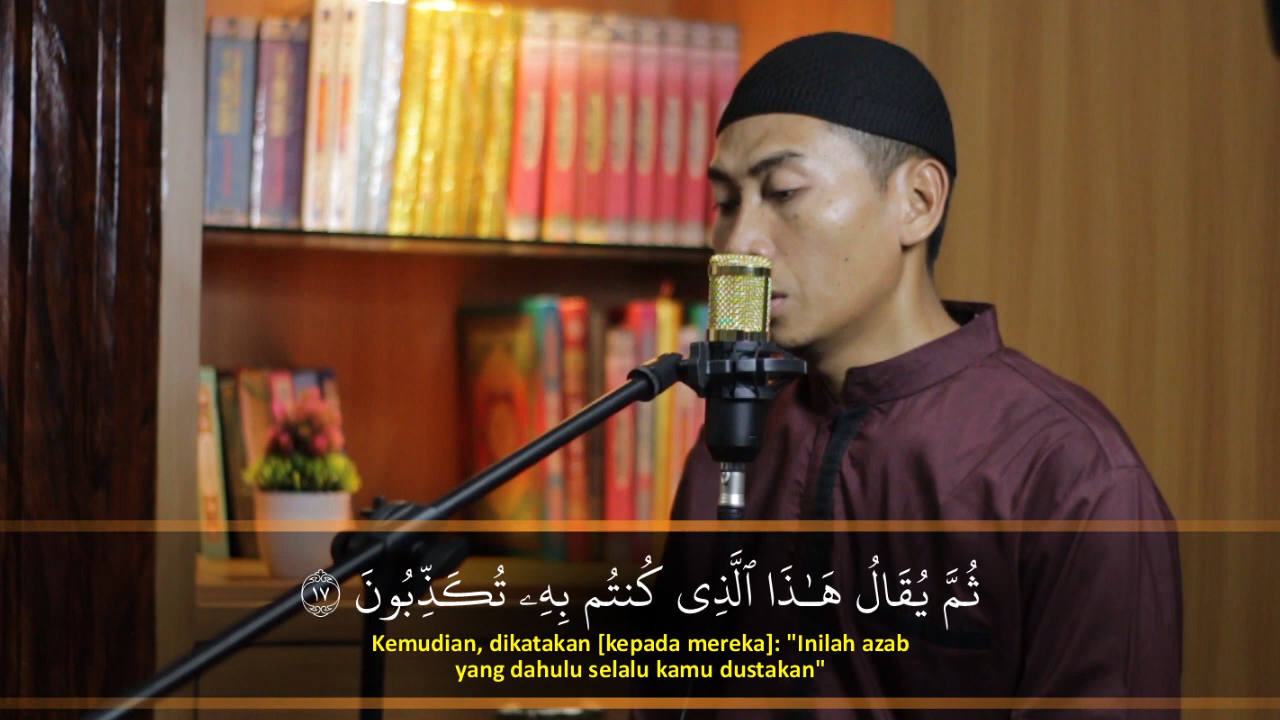 ثُمَّ يُقَالُ هَـٰذَا ٱلَّذِى كُنتُم بِهِۦ تُكَذِّبُونَ ١٧
Kemudian, dikatakan [kepada mereka]: "Inilah azab
yang dahulu selalu kamu dustakan"